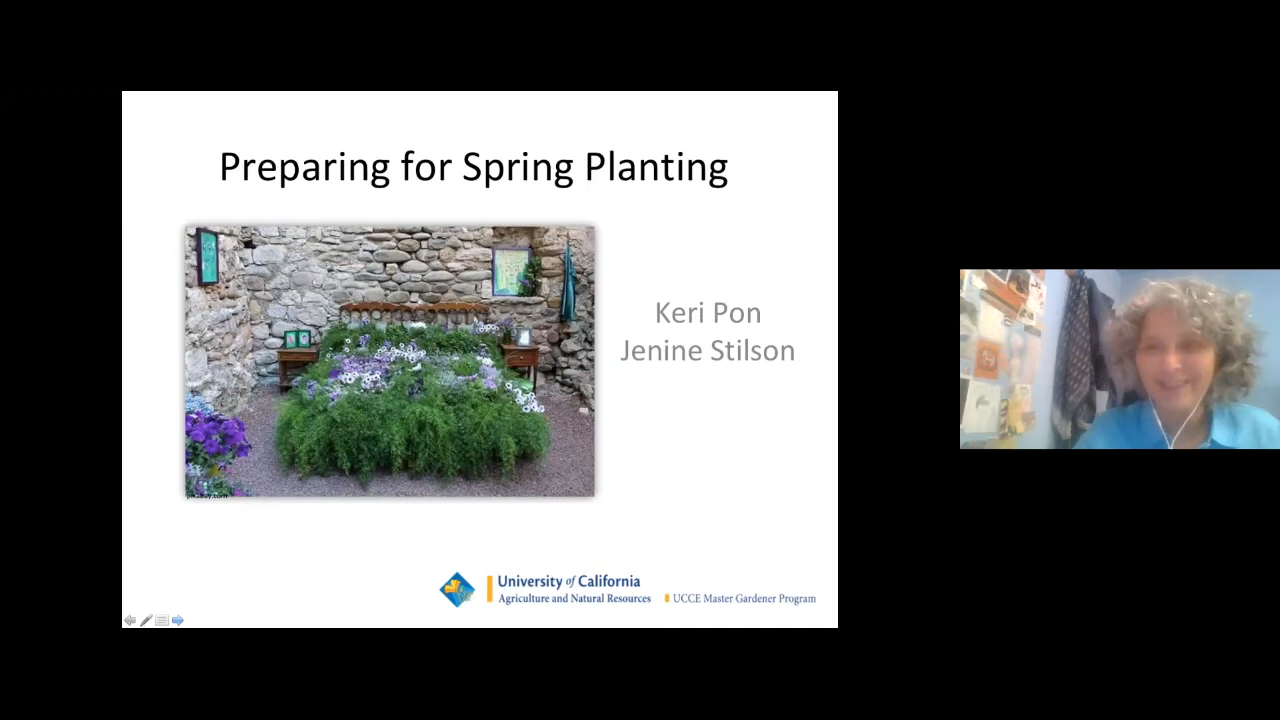 Preparing for Spring Planting
Keri Pon
Jenine Stilson
University of California
Agriculture and Natural Resources
UCCE Master Gardener Program